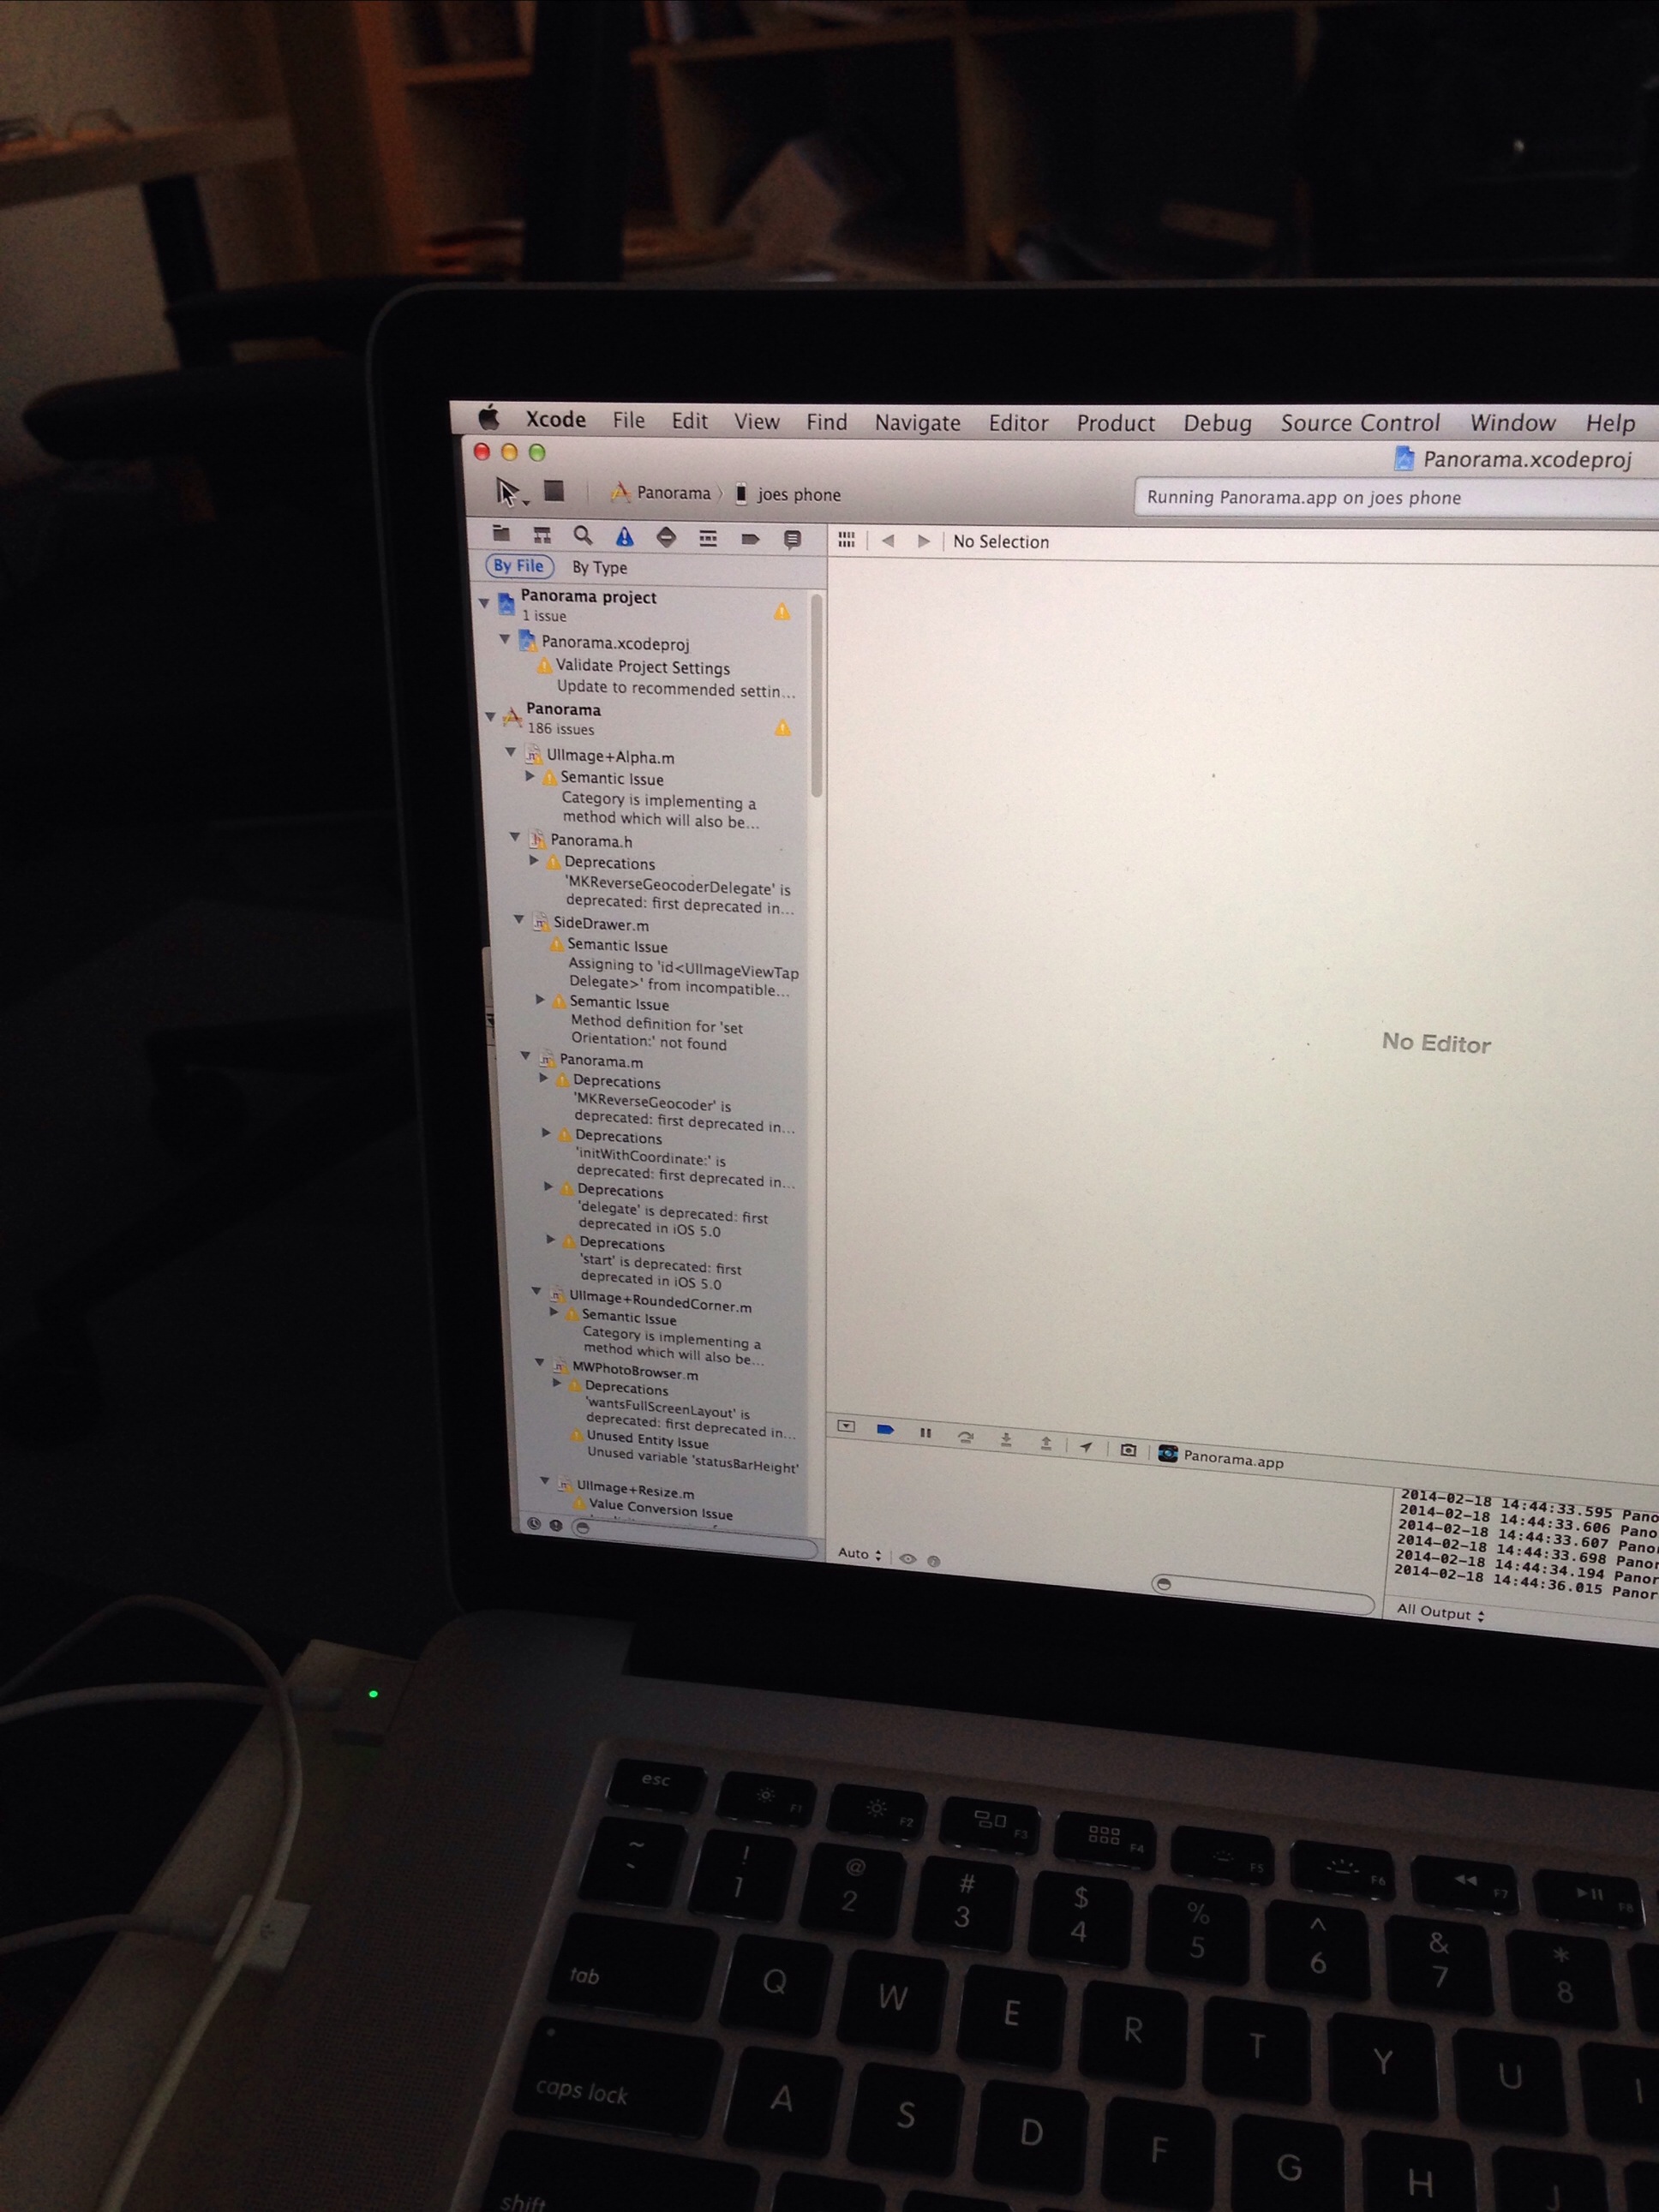 Xcode File Edit View Find Navigate Editor Product Debug Source Control Window Help
Panorama.xcodeproj
Panorama joes phone
Running Panorama.app on joes phone
No Selection
By File By Type
Panorama project
1 issue
Panorama.xcodeproj
Validate Project Settings
Update to recommended settin...
Panorama
186 issues
UIImage+Alpha.m
Semantic Issue
Category is implementing a
method which will also be...
Panorama.h
Deprecations
'MKReverseGeocoderDelegate' is
deprecated: first deprecated in...
SideDrawer.m
Semantic Issue
Assigning to 'id<UIImageViewTap
Delegate>' from incompatible...
Semantic Issue
Method definition for 'set
Orientation:' not found
Panorama.m
Deprecations
'MKReverseGeocoder' is
deprecated: first deprecated in...
Deprecations
'initWithCoordinate:' is
deprecated: first deprecated in...
Deprecations
'delegate' is deprecated: first
deprecated in iOS 5.0
Deprecations
'start' is deprecated: first
deprecated in iOS 5.0
UIImage+RoundedCorner.m
Semantic Issue
Category is implementing a
method which will also be...
MWPhotoBrowser.m
Deprecations
'wantsFullScreenLayout' is
deprecated: first deprecated in...
Unused Entity Issue
Unused variable 'statusBarHeight'
UIImage+Resize.m
Value Conversion Issue
No Editor
Panorama.app
2014-02-18 14:44:33.595 Pano
2014-02-18 14:44:33.606 Pano
2014-02-18 14:44:33.607 Pano
2014-02-18 14:44:33.698 Panor
2014-02-18 14:44:34.194 Panor
2014-02-18 14:44:36.015 Panor
Auto
All Output
esc F1 F2 F3 F4 F5 F6 F7 F8
~ ! @ # $ % ^ & *
` 1 2 3 4 5 6 7 8
tab Q W E R T Y U I
caps lock A S D F G H J
shift